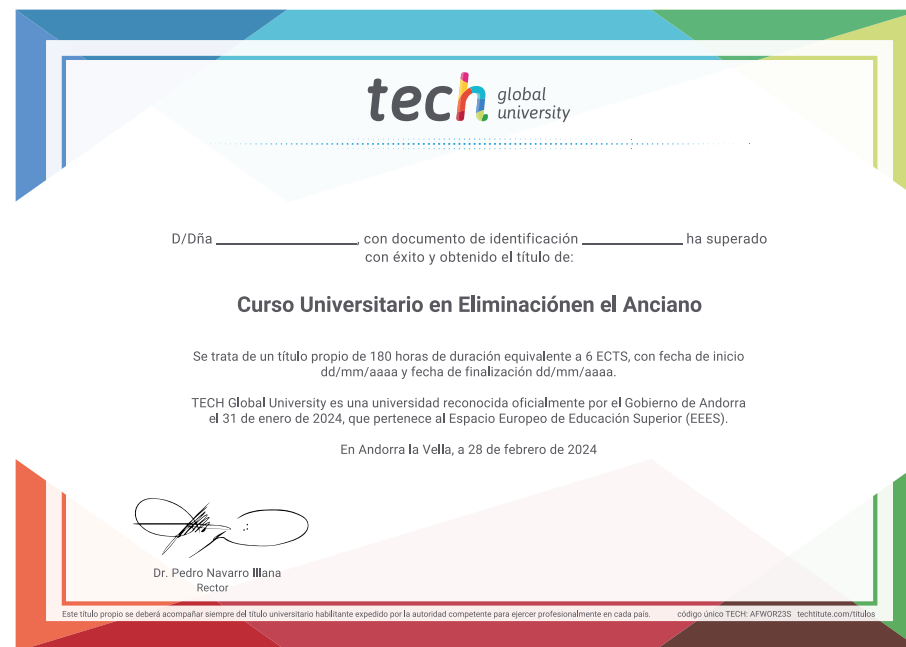 tech global
university
D/Dña ______________, con documento de identificación __________ ha superado
con éxito y obtenido el título de:
Curso Universitario en Eliminaciónen el Anciano
Se trata de un título propio de 180 horas de duración equivalente a 6 ECTS, con fecha de inicio
dd/mm/aaaa y fecha de finalización dd/mm/aaaa.
TECH Global University es una universidad reconocida oficialmente por el Gobierno de Andorra
el 31 de enero de 2024, que pertenece al Espacio Europeo de Educación Superior (EEES).
En Andorra la Vella, a 28 de febrero de 2024
Dr. Pedro Navarro Illana
Rector
Este título propio se deberá acompañar siempre del título universitario habilitante expedido por la autoridad competente para ejercer profesionalmente en cada país. código único TECH: AFWOR23S techtitute.com/titulos